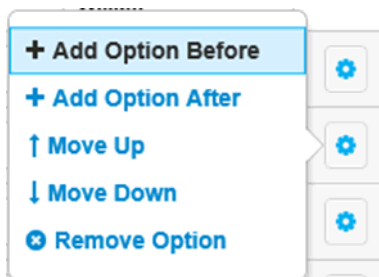 Add Option Before
Add Option After
Move Up
Move Down
Remove Option